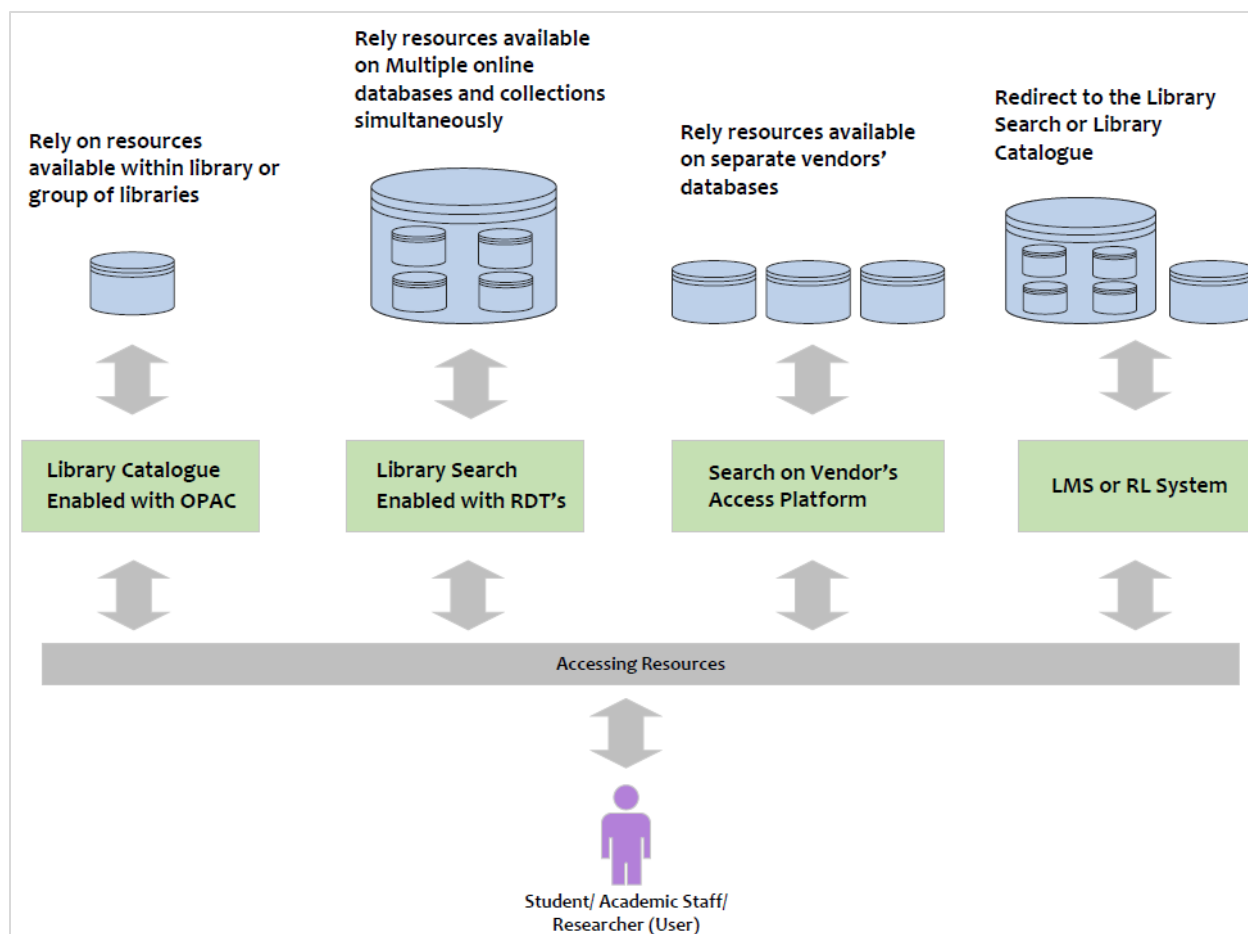 Rely on resources
available within library or
group of libraries
Rely resources available
on Multiple online
databases and collections
simultaneously
Rely resources available
on separate vendors'
databases
Redirect to the Library
Search or Library
Catalogue
Library Catalogue
Enabled with OPAC
Library Search
Enabled with RDT's
Search on Vendor's
Access Platform
LMS or RL System
Accessing Resources
Student/ Academic Staff/
Researcher (User)